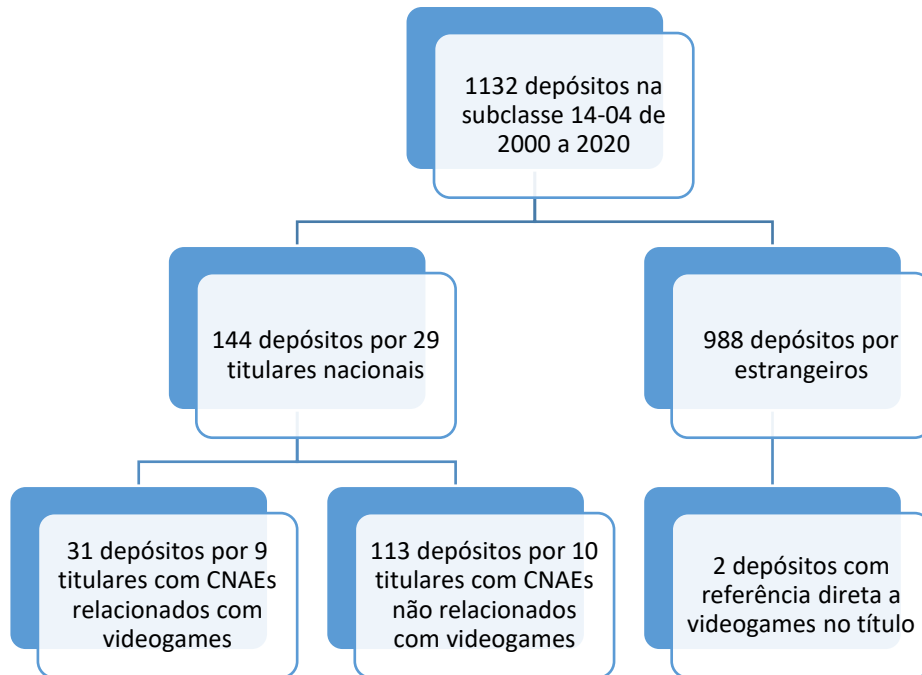 1132 depósitos na
subclasse 14-04 de
2000 a 2020
144 depósitos por 29
titulares nacionais
988 depósitos por
estrangeiros
31 depósitos por 9
titulares com CNAEs
relacionados com
videogames
113 depósitos por 10
titulares com CNAEs
não relacionados
com videogames
2 depósitos com
referência direta a
videogames no título